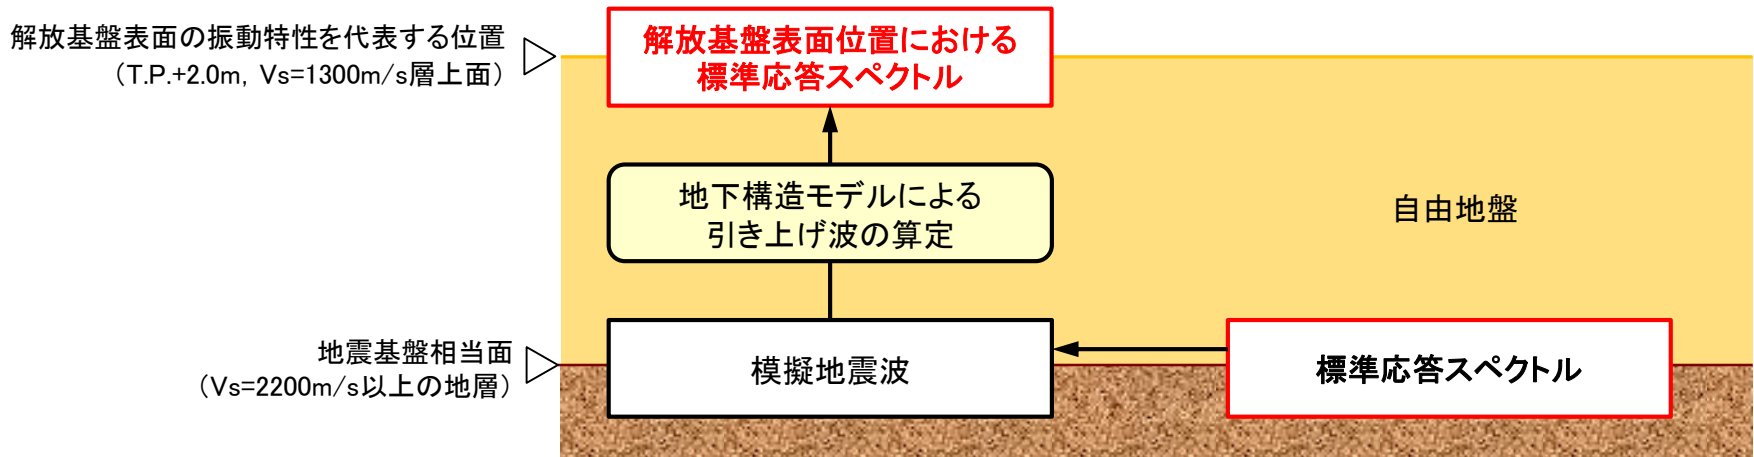 解放基盤表面の振動特性を代表する位置
（T.P.+2.0m, Vs=1300m/s層上面）
解放基盤表面位置における
標準応答スペクトル
地下構造モデルによる
引き上げ波の算定
自由地盤
地震基盤相当面
（Vs=2200m/s以上の地層）
模擬地震波
標準応答スペクトル